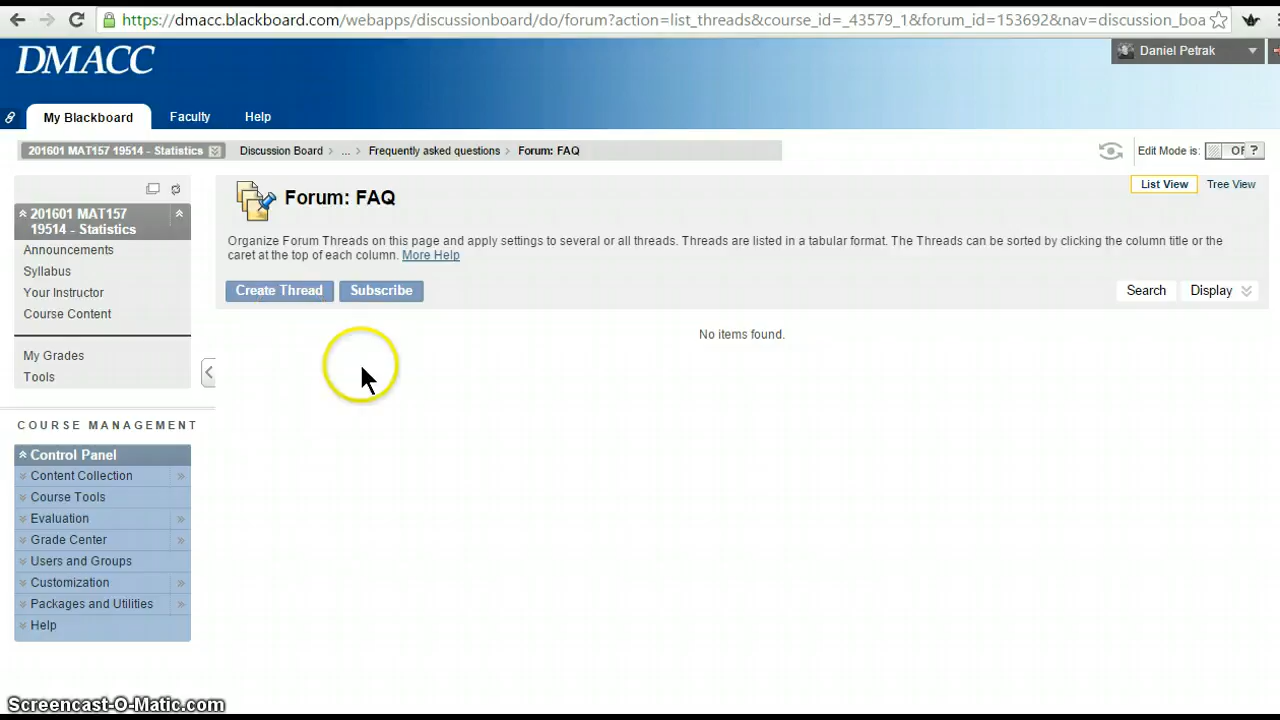 https://dmacc.blackboard.com/webapps/discussionboard/do/forum?action=list_threads&course_id=_43579_1&forum_id=153692&nav=discussion_boa
DMACC
Daniel Petrak
My Blackboard Faculty Help
201601 MAT157 19514 - Statistics Discussion Board ... Frequently asked questions Forum: FAQ Edit Mode is: OF ?
List View Tree View
Forum: FAQ
Organize Forum Threads on this page and apply settings to several or all threads. Threads are listed in a tabular format. The Threads can be sorted by clicking the column title or the
caret at the top of each column. More Help
Create Thread Subscribe Search Display
No items found.
201601 MAT157
19514 - Statistics
Announcements
Syllabus
Your Instructor
Course Content
My Grades
Tools
COURSE MANAGEMENT
Control Panel
Content Collection
Course Tools
Evaluation
Grade Center
Users and Groups
Customization
Packages and Utilities
Help
Screencast-O-Matic.com